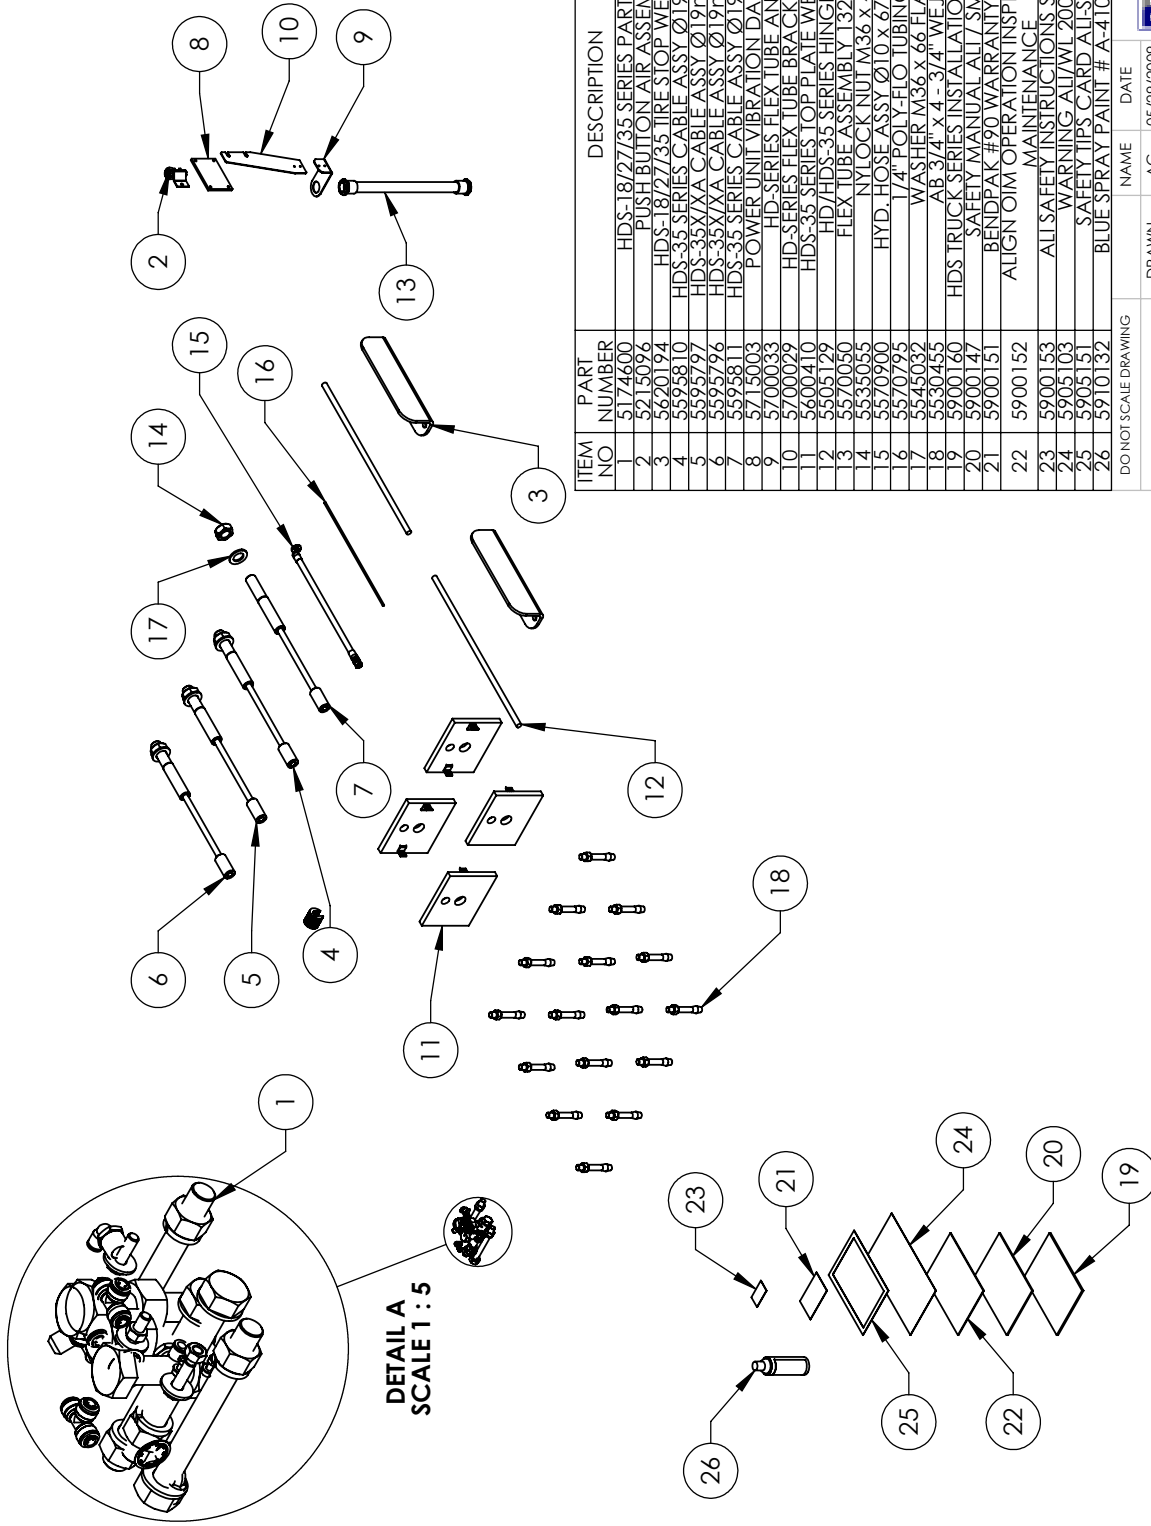 8
10
9
2
13
15
16
14
3
17
7
12
6
5
4
11
18
1
DETAIL A
SCALE 1 : 5
23
21
24
20
19
26
25
22
ITEM NO PART NUMBER DESCRIPTION
1 5174600 HDS-18/27/35 SERIES PART
2 5215096 PUSH BUTTON AIR ASSEM
3 5620194 HDS-18/27/35 TIRE STOP WE
4 5595810 HDS-35 SERIES CABLE ASSY Ø19
5 5595797 HDS-35X/XA CABLE ASSY Ø19
6 5595796 HDS-35X/XA CABLE ASSY Ø19
7 5595811 HDS-35 SERIES CABLE ASSY Ø19
8 5715003 POWER UNIT VIBRATION DA
9 5700033 HD-SERIES FLEX TUBE AN
10 5700029 HD-SERIES FLEX TUBE BRACK
11 5600410 HDS-35 SERIES TOP PLATE WE
12 5505129 HD/HDS-35 SERIES HING
13 5570050 FLEX TUBE ASSEMBLY 132
14 5535055 NYLOCK NUT M36 x
15 5570900 HYD. HOSE ASSY Ø10 x 67
16 5570795 1/4" POLY-FLO TUBING
17 5545032 WASHER M36 x 66 FLA
18 5530455 AB 3/4" x 4 - 3/4" WEJ
19 5900160 HDS TRUCK SERIES INSTALLATIO
20 5900147 SAFETY MANUAL ALI / SM
21 5900151 BENDPAK #90 WARRANTY
22 5900152 ALIGN OIM OPERATION INSP
MAINTENANCE
23 5900153 ALI SAFETY INSTRUCTIONS S
24 5905103 WARNING ALI/WL 200
25 5905151 SAFETY TIPS CARD ALI-S
26 5910132 BLUE SPRAY PAINT # A-410
DO NOT SCALE DRAWING
NAME DATE
DRAWN AG